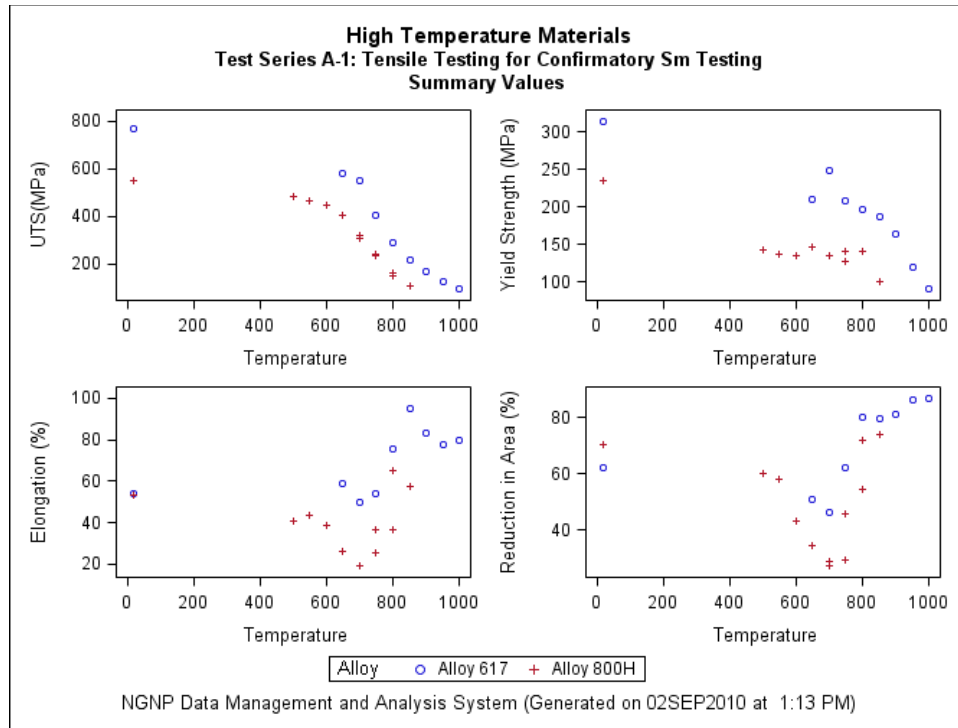 High Temperature Materials
Test Series A-1: Tensile Testing for Confirmatory Sm Testing
Summary Values
UTS(MPa)
800
600
400
200
0 200 400 600 800 1000
Temperature
Yield Strength (MPa)
300
250
200
150
100
0 200 400 600 800 1000
Temperature
Elongation (%)
100
80
60
40
20
0 200 400 600 800 1000
Temperature
Reduction in Area (%)
80
60
40
0 200 400 600 800 1000
Temperature
Alloy Alloy 617 Alloy 800H
NGNP Data Management and Analysis System (Generated on 02SEP2010 at 1:13 PM)